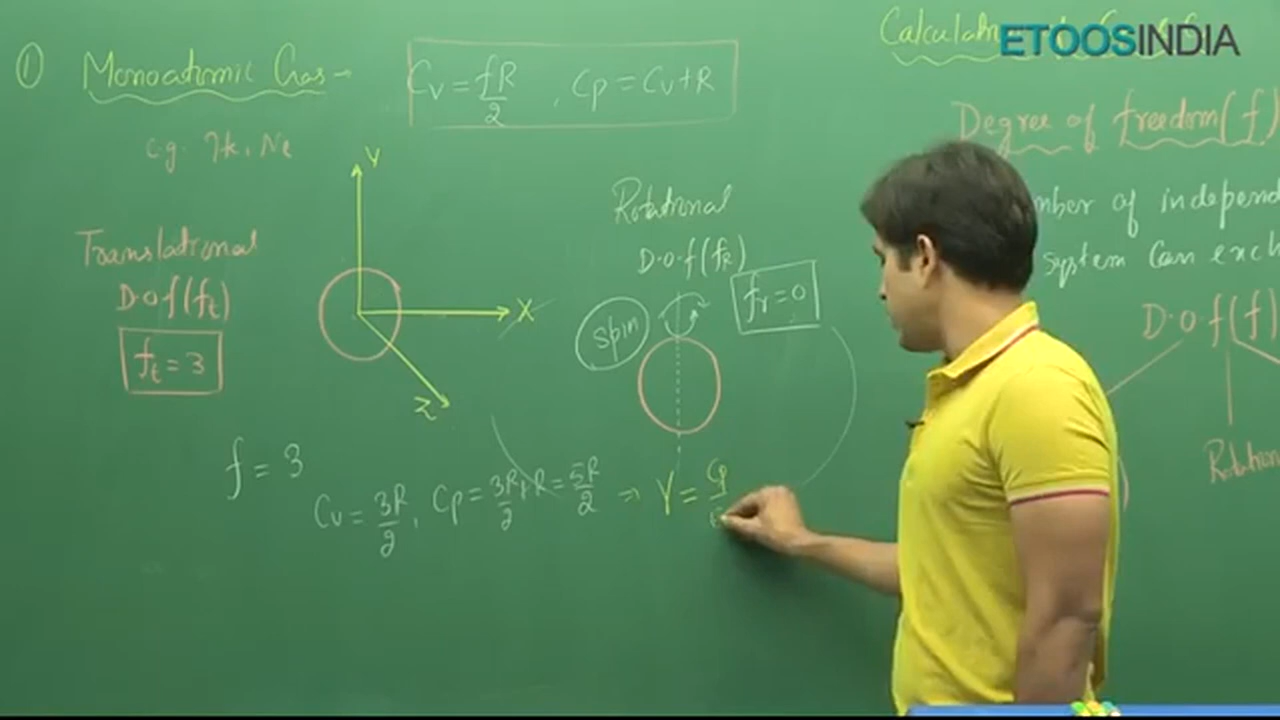 ① Monoatomic Gas →
e.g. He, Ne
Cv = fR/2 , Cp = Cv + R
Translational
D.O.f(ft)
ft = 3
Y
X
Z
Rotational
D.O.f(fR)
fr = 0
spin
f = 3
Cv = 3R/2 , Cp = 3R/2 + R = 5R/2 ⇒ γ = Cp
ETOOSINDIA
Degree of freedom (f)
of independ
system can exch
D.O f(f)
Rotation